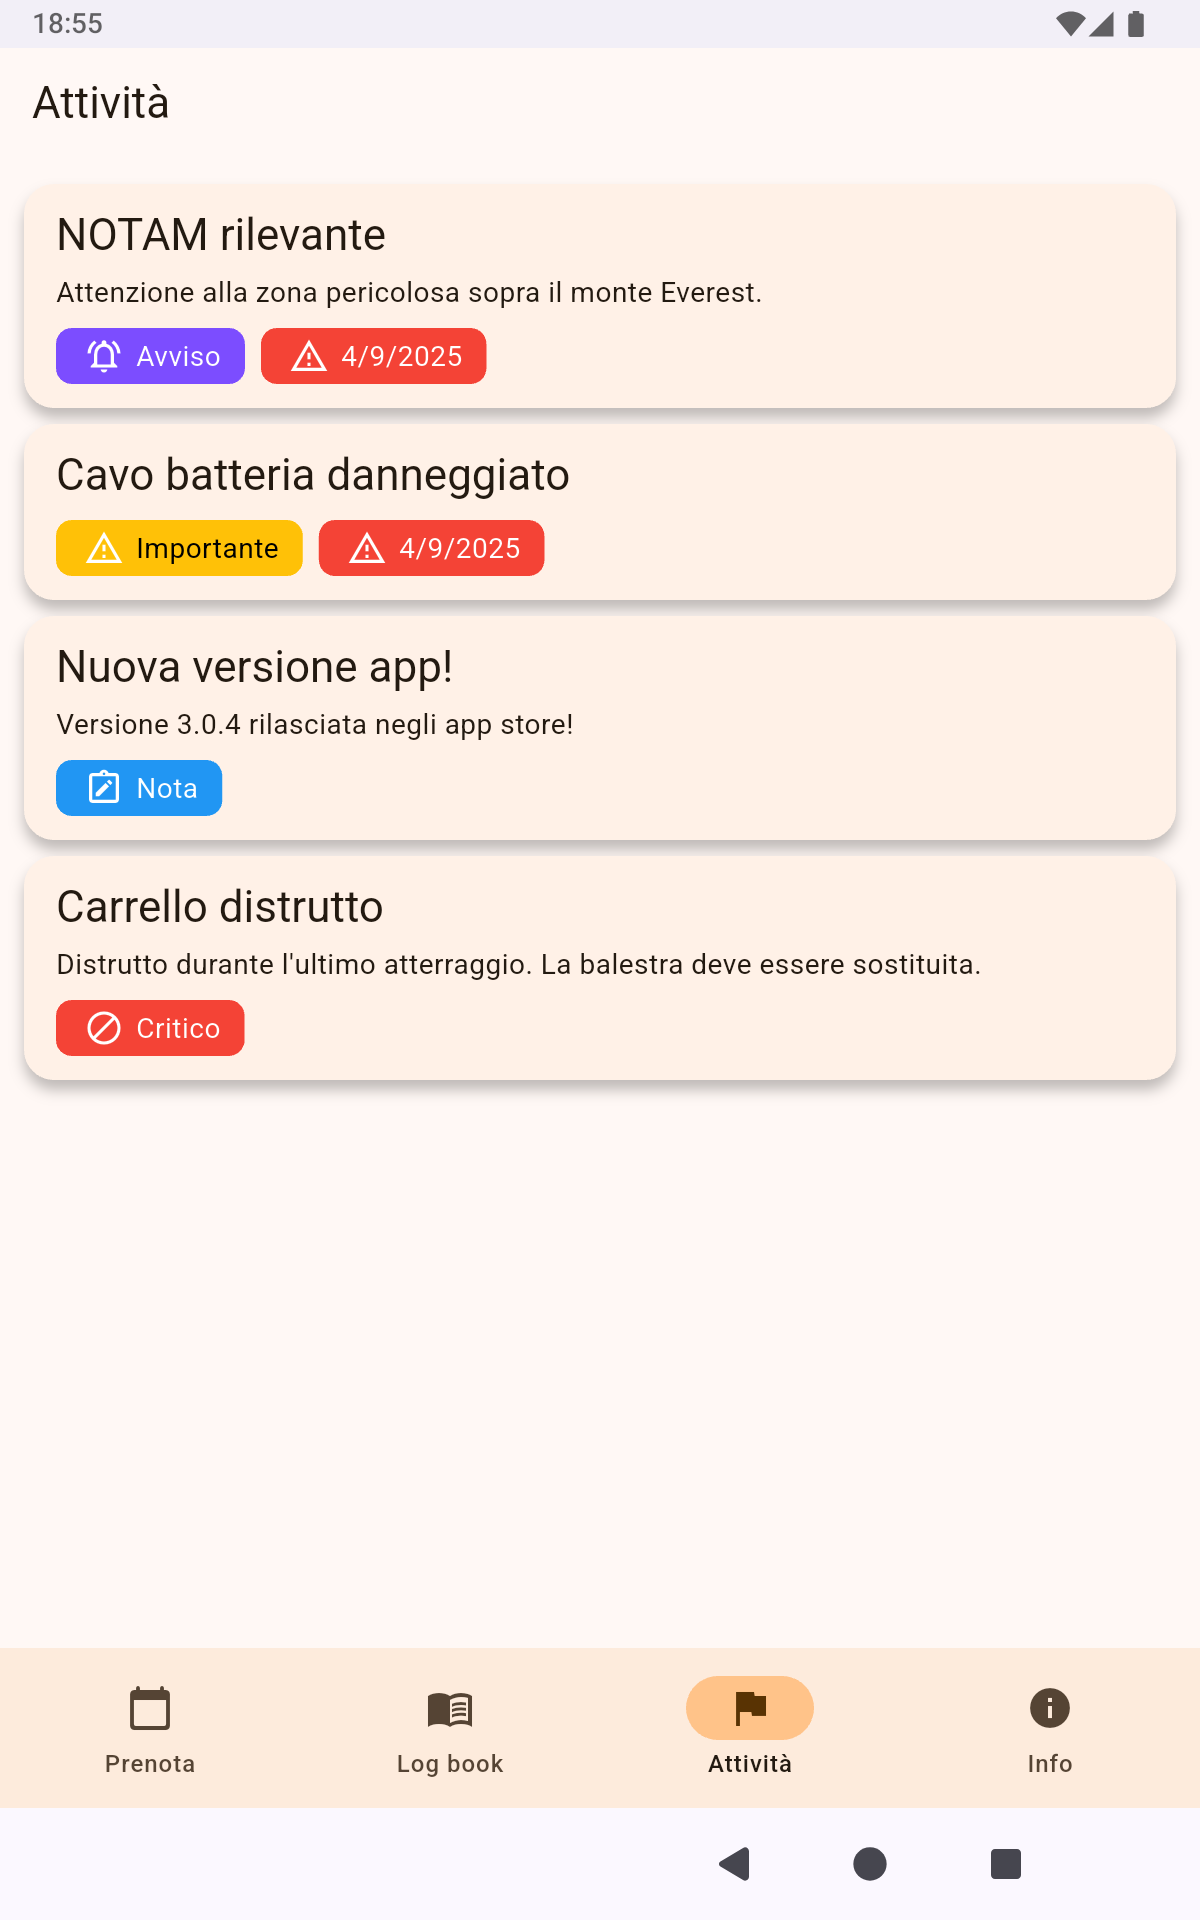 18:55
Attività
NOTAM rilevante
Attenzione alla zona pericolosa sopra il monte Everest.
Avviso 4/9/2025
Cavo batteria danneggiato
Importante 4/9/2025
Nuova versione app!
Versione 3.0.4 rilasciata negli app store!
Nota
Carrello distrutto
Distrutto durante l'ultimo atterraggio. La balestra deve essere sostituita.
Critico
Prenota Log book Attività Info